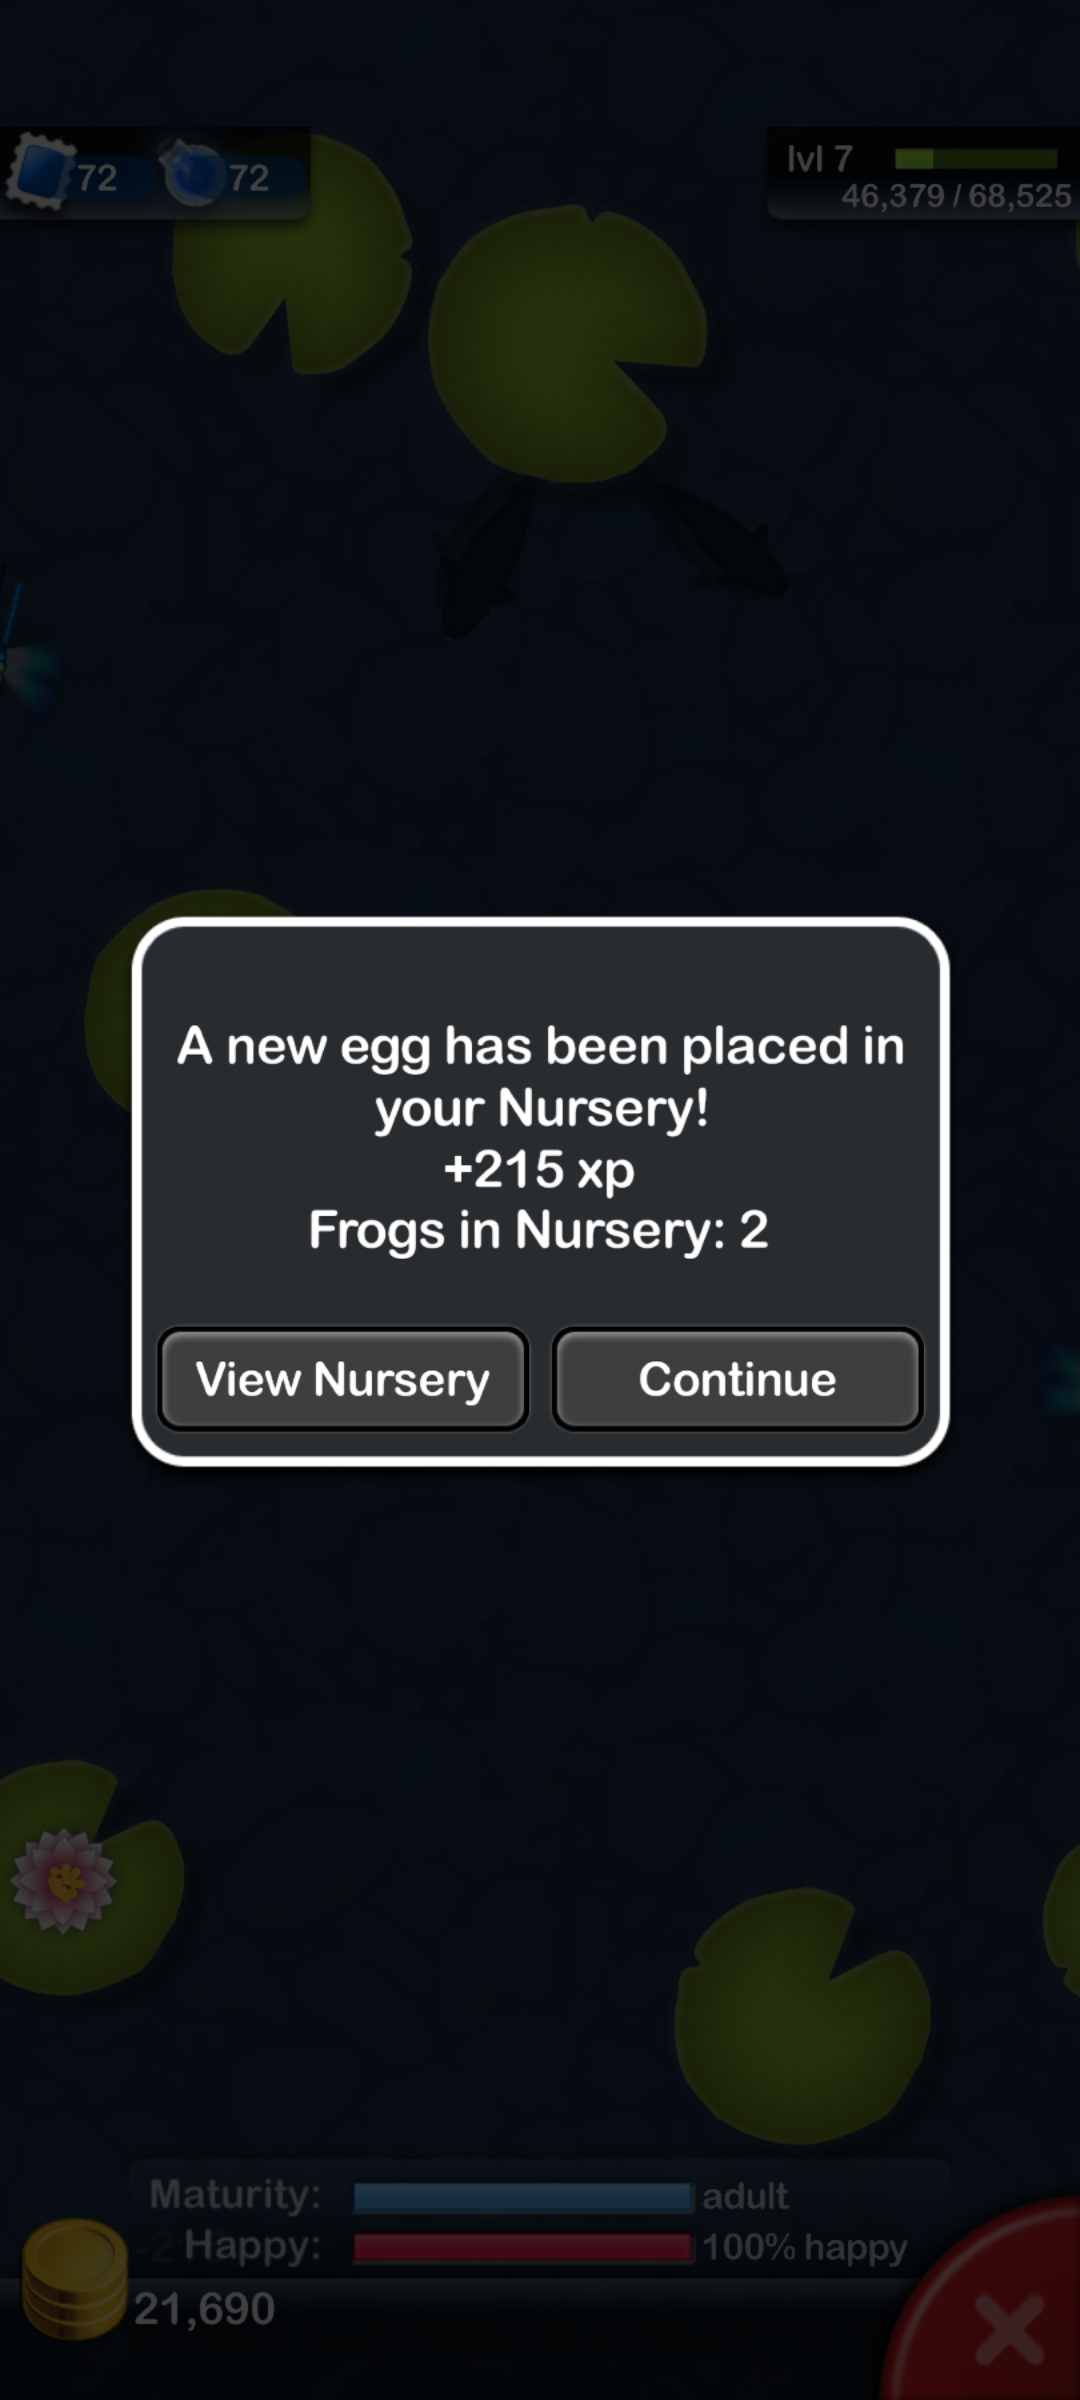 72
72
lvl 7
46,379 / 68,525
A new egg has been placed in
your Nursery!
+215 xp
Frogs in Nursery: 2
View Nursery
Continue
Maturity:
adult
Happy:
100% happy
21,690